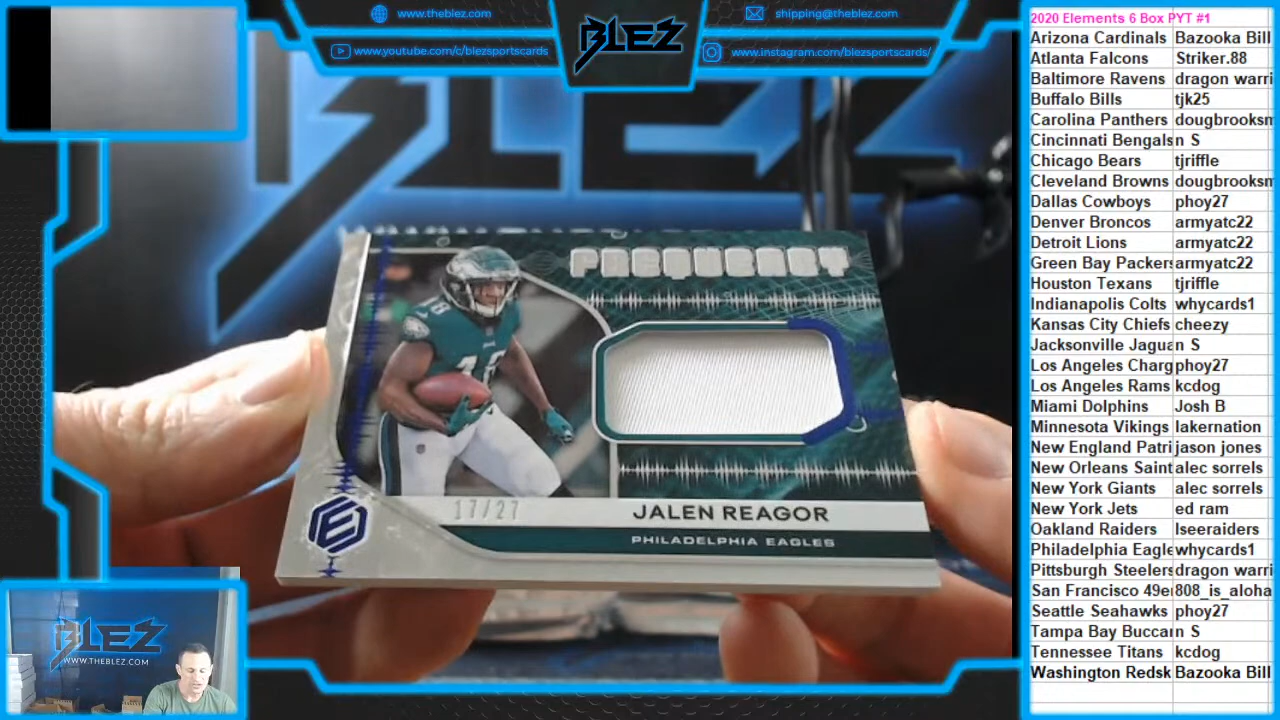 www.theblez.com
shipping@theblez.com
www.youtube.com/c/blezsportscards
www.instagram.com/blezsportscards/
BLEZ
BLEZ
FREQUENCY
18
18
17/27
JALEN REAGOR
PHILADELPHIA EAGLES
E
BLEZ
WWW.THEBLEZ.COM
2020 Elements 6 Box PYT #1
Arizona Cardinals Bazooka Bill
Atlanta Falcons Striker.88
Baltimore Ravens dragon warri
Buffalo Bills tjk25
Carolina Panthers dougbrooksm
Cincinnati Bengals n S
Chicago Bears tjriffle
Cleveland Browns dougbrooksm
Dallas Cowboys phoy27
Denver Broncos armyatc22
Detroit Lions armyatc22
Green Bay Packers armyatc22
Houston Texans tjriffle
Indianapolis Colts whycards1
Kansas City Chiefs cheezy
Jacksonville Jagua n S
Los Angeles Charg phoy27
Los Angeles Rams kcdog
Miami Dolphins Josh B
Minnesota Vikings lakernation
New England Patri jason jones
New Orleans Saint alec sorrels
New York Giants alec sorrels
New York Jets ed ram
Oakland Raiders lseeraiders
Philadelphia Eagle whycards1
Pittsburgh Steelers dragon warri
San Francisco 49er 808_is_aloha
Seattle Seahawks phoy27
Tampa Bay Buccan n S
Tennessee Titans kcdog
Washington Redsk Bazooka Bill